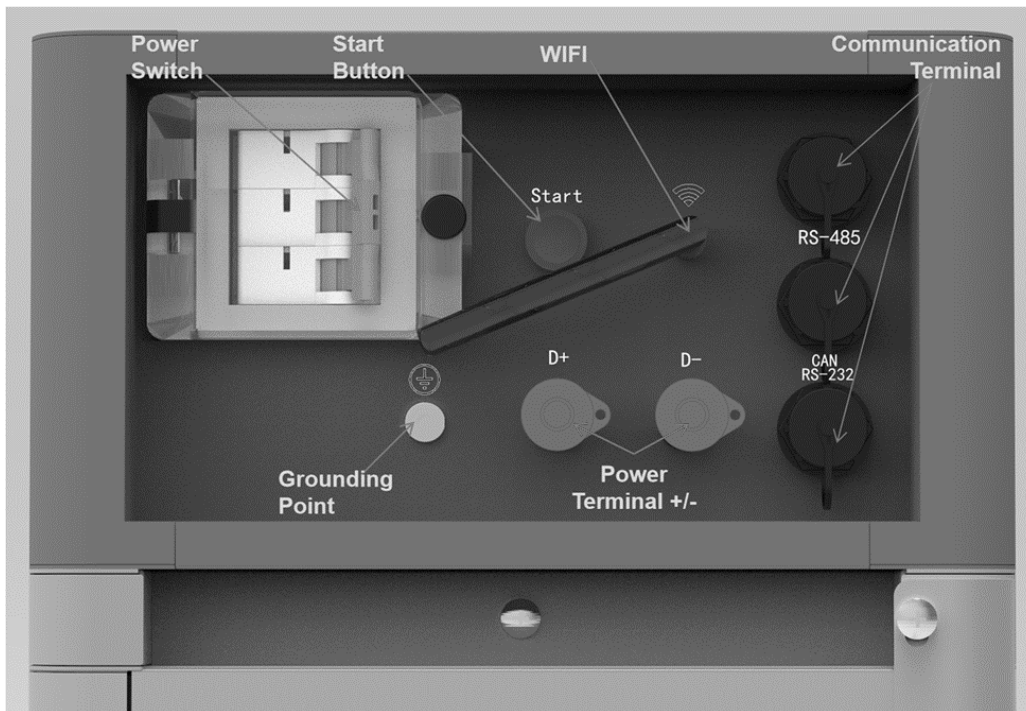 Power
Switch
Start
Button
WIFI
Communication
Terminal
Start
RS-485
D+
D-
CAN
RS-232
Grounding
Point
Power
Terminal +/-